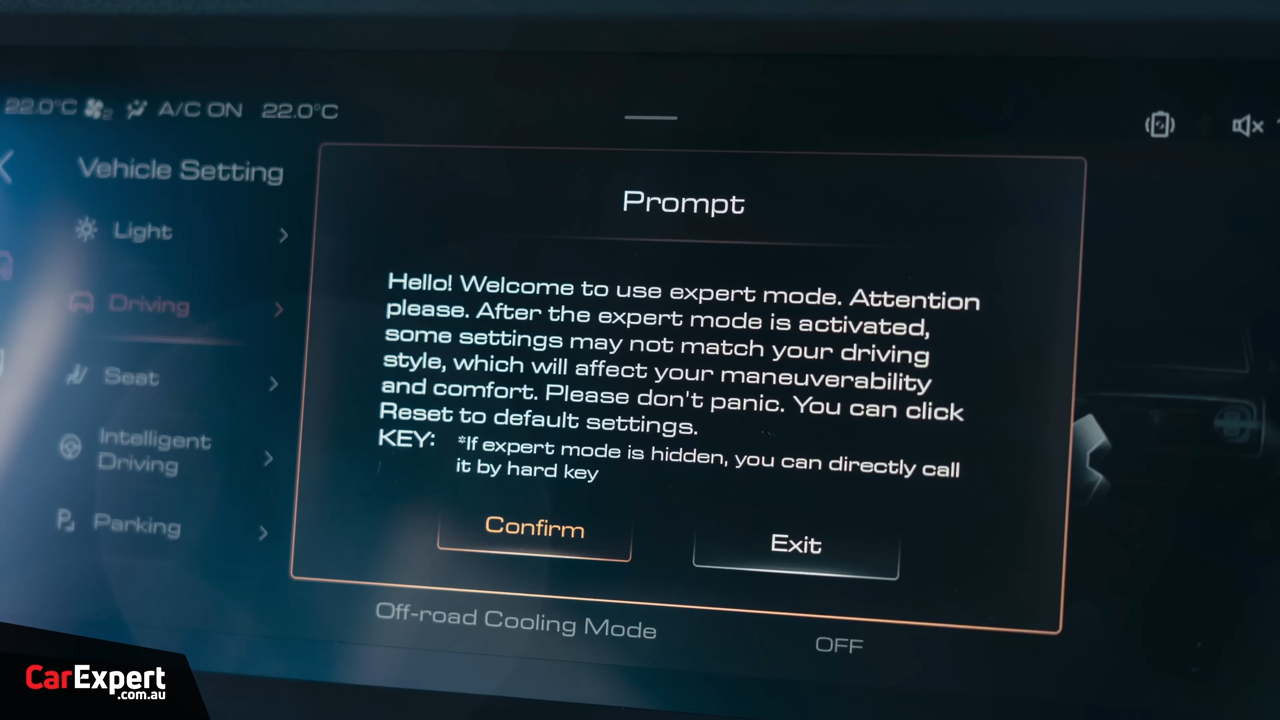 22.0°C 2 A/C ON 22.0°C
Vehicle Setting
Light
Driving
Seat
Intelligent
Driving
Parking
Prompt
Hello! Welcome to use expert mode. Attention
please. After the expert mode is activated,
some settings may not match your driving
style, which will affect your maneuverability
and comfort. Please don't panic. You can click
Reset to default settings.
KEY: *If expert mode is hidden, you can directly call
it by hard key
Confirm
Exit
Off-road Cooling Mode
OFF
CarExpert
.com.au